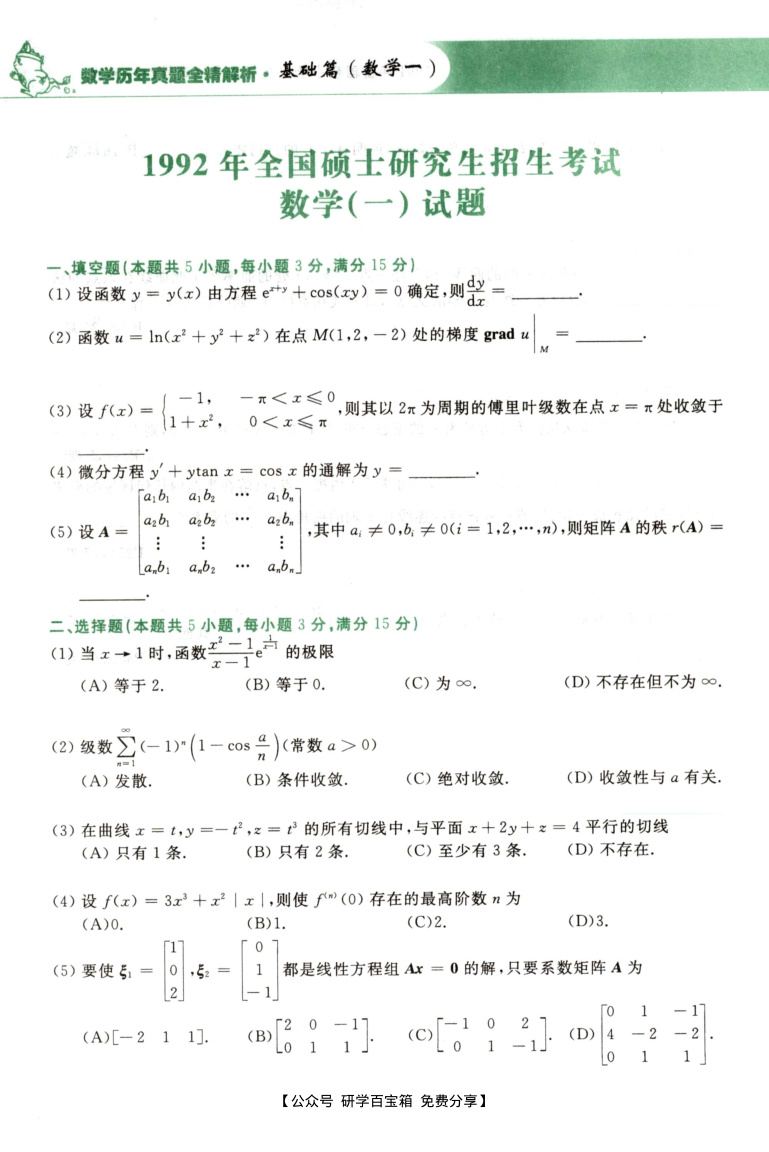 数学历年真题全精解析·基础篇(数学一)
1992年全国硕士研究生招生考试
数学(一)试题
一、填空题(本题共5小题,每小题3分,满分15分)
(1) 设函数 y = y(x) 由方程 e^{x+y} + cos(xy) = 0 确定,则 dy/dx = ______.
(2) 函数 u = ln(x² + y² + z²) 在点 M(1,2,−2) 处的梯度 grad u|_M = ______.
(3) 设 f(x) = { −1, −π < x ⩽ 0; 1+x², 0 < x ⩽ π ,则其以 2π 为周期的傅里叶级数在点 x = π 处收敛于
______.
(4) 微分方程 y′ + ytan x = cos x 的通解为 y = ______.
(5) 设 A = [a₁b₁ a₁b₂ ⋯ a₁bₙ; a₂b₁ a₂b₂ ⋯ a₂bₙ; ⋮ ⋮ ⋮; aₙb₁ aₙb₂ ⋯ aₙbₙ] ,其中 aᵢ ≠ 0,bᵢ ≠ 0(i = 1,2,⋯,n),则矩阵 A 的秩 r(A) =
______.
二、选择题(本题共5小题,每小题3分,满分15分)
(1) 当 x → 1 时,函数 (x² − 1)/(x − 1) e^{1/(x−1)} 的极限
(A) 等于 2. (B) 等于 0. (C) 为 ∞. (D) 不存在但不为 ∞.
(2) 级数 ∑_{n=1}^{∞} (−1)ⁿ(1 − cos a/n)(常数 a > 0)
(A) 发散. (B) 条件收敛. (C) 绝对收敛. (D) 收敛性与 a 有关.
(3) 在曲线 x = t,y = − t²,z = t³ 的所有切线中,与平面 x + 2y + z = 4 平行的切线
(A) 只有 1 条. (B) 只有 2 条. (C) 至少有 3 条. (D) 不存在.
(4) 设 f(x) = 3x³ + x² | x |,则使 f⁽ⁿ⁾(0) 存在的最高阶数 n 为
(A)0. (B)1. (C)2. (D)3.
(5) 要使 ξ₁ = [1; 0; 2] ,ξ₂ = [0; 1; −1] 都是线性方程组 Ax = 0 的解,只要系数矩阵 A 为
(A)[−2 1 1]. (B)[2 0 −1; 0 1 1]. (C)[−1 0 2; 0 1 −1]. (D)[0 1 −1; 4 −2 −2; 0 1 1].
【公众号 研学百宝箱 免费分享】